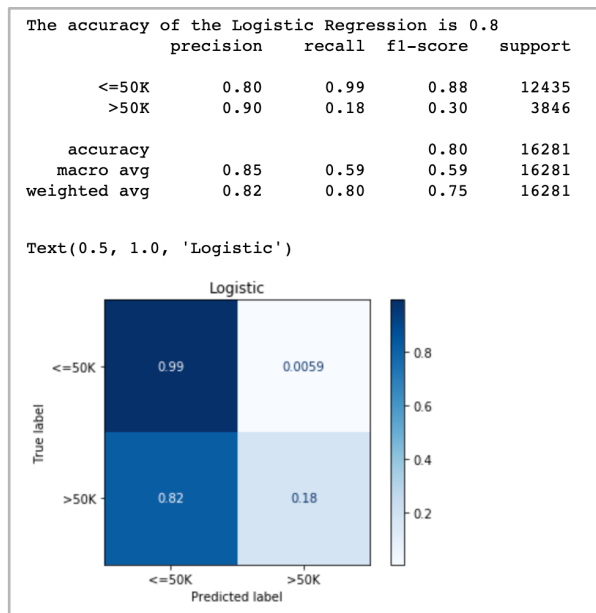 The accuracy of the Logistic Regression is 0.8
precision recall f1-score support
<=50K 0.80 0.99 0.88 12435
>50K 0.90 0.18 0.30 3846
accuracy 0.80 16281
macro avg 0.85 0.59 0.59 16281
weighted avg 0.82 0.80 0.75 16281
Text(0.5, 1.0, 'Logistic')
Logistic
<=50K 0.99 0.0059
>50K 0.82 0.18
True label
<=50K >50K
Predicted label
0.8
0.6
0.4
0.2